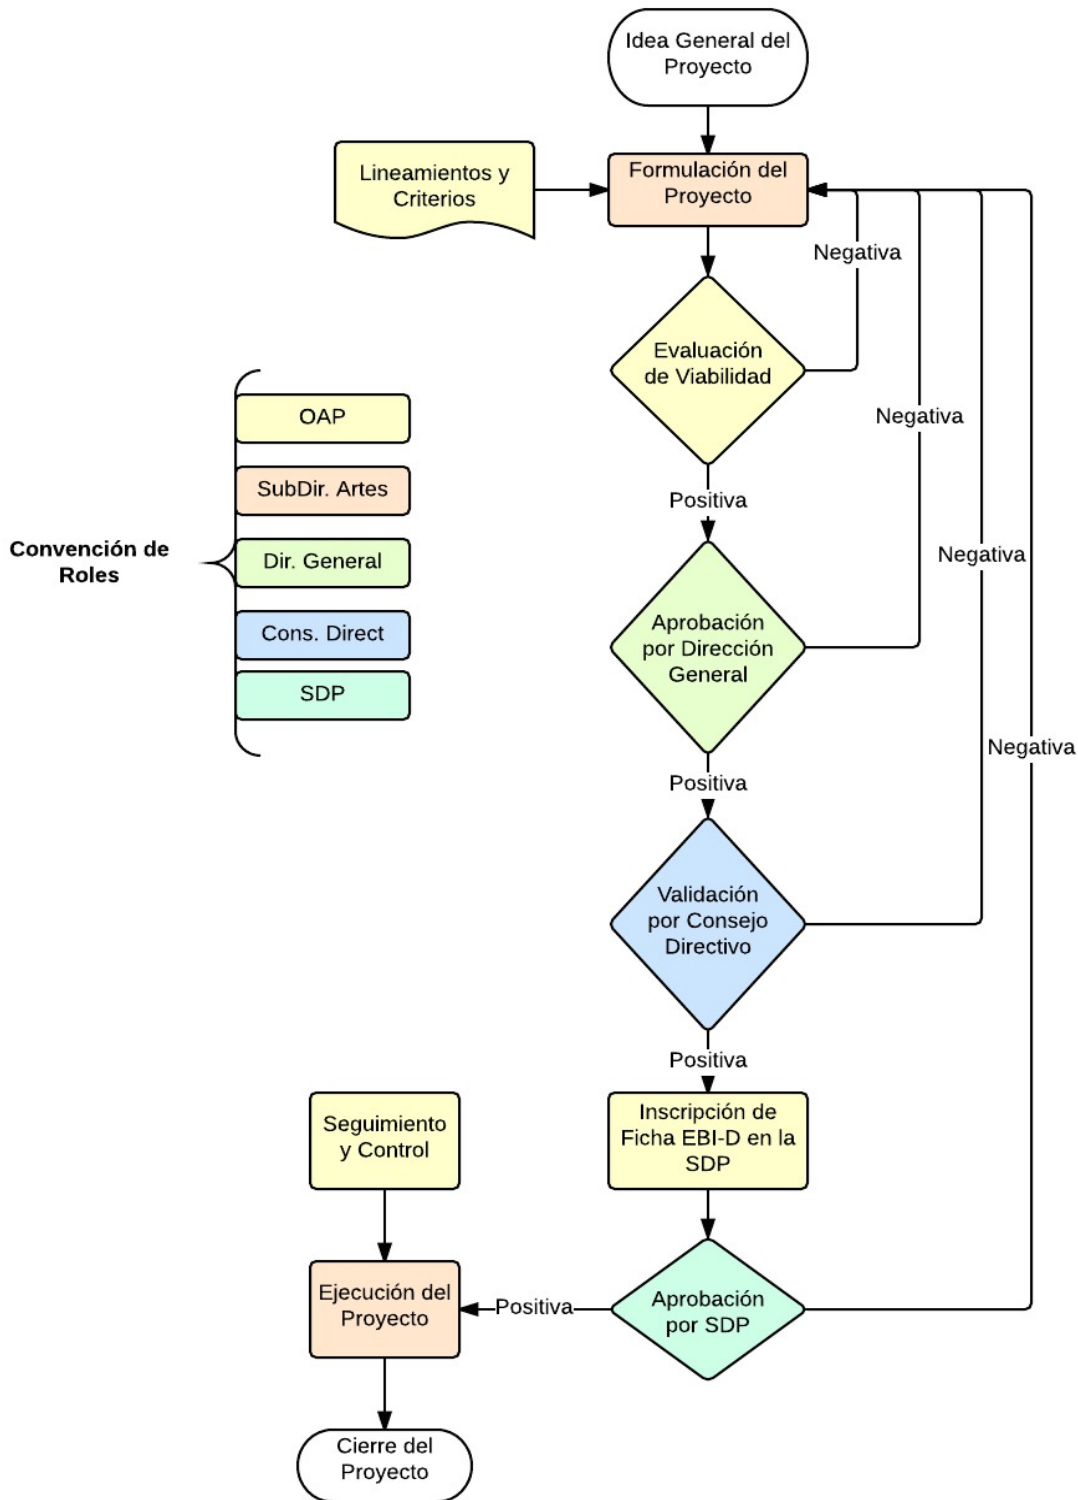 Idea General del
Proyecto
Lineamientos y
Criterios
Formulación del
Proyecto
Negativa
Evaluación
de Viabilidad
Negativa
Positiva
Convención de
Roles
OAP
SubDir. Artes
Dir. General
Cons. Direct
SDP
Aprobación
por Dirección
General
Negativa
Positiva
Negativa
Validación
por Consejo
Directivo
Positiva
Inscripción de
Ficha EBI-D en la
SDP
Seguimiento
y Control
Aprobación
por SDP
Positiva
Ejecución del
Proyecto
Cierre del
Proyecto